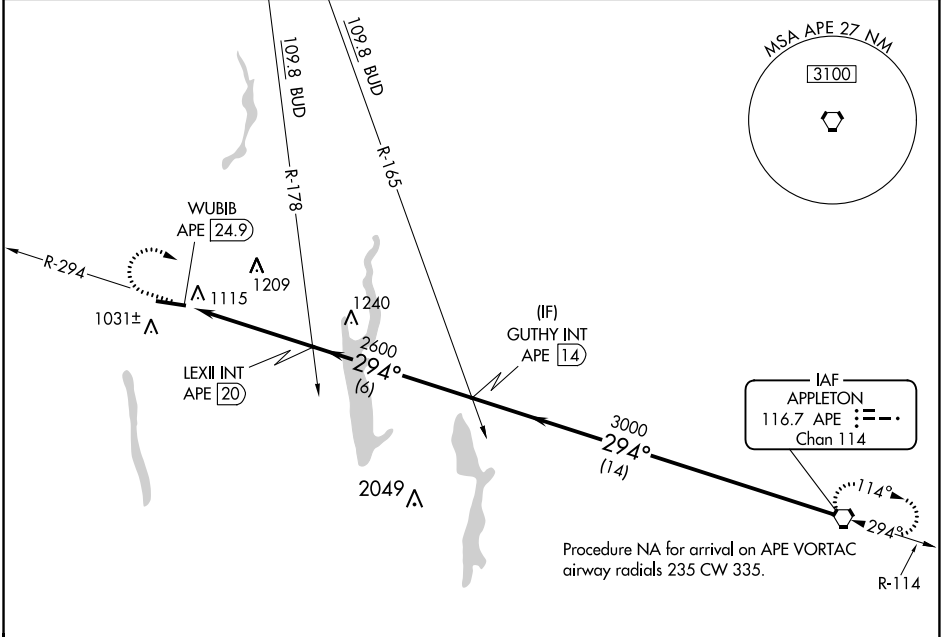 MSA APE 27 NM
3100
109.8 BUD
109.8 BUD
R-178
R-165
WUBIB
APE 24.9
R-294
1209
1115
1031±
1240
(IF)
GUTHY INT
APE 14
LEXII INT
APE 20
2600
294°
(6)
3000
294°
(14)
IAF
APPLETON
116.7 APE
Chan 114
2049
114°
294°
R-114
Procedure NA for arrival on APE VORTAC
airway radials 235 CW 335.